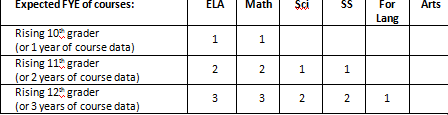 Expected FYE of courses: ELA Math Sci SS For Lang Arts
Rising 10th grader
(or 1 year of course data) 1 1
Rising 11th grader
(or 2 years of course data) 2 2 1 1
Rising 12th grader
(or 3 years of course data) 3 3 2 2 1